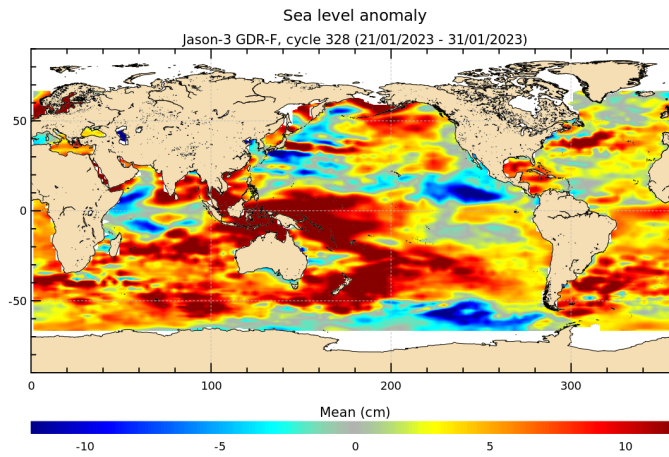 Sea level anomaly
Jason-3 GDR-F, cycle 328 (21/01/2023 - 31/01/2023)
50
0
-50
0 100 200 300
Mean (cm)
-10 -5 0 5 10